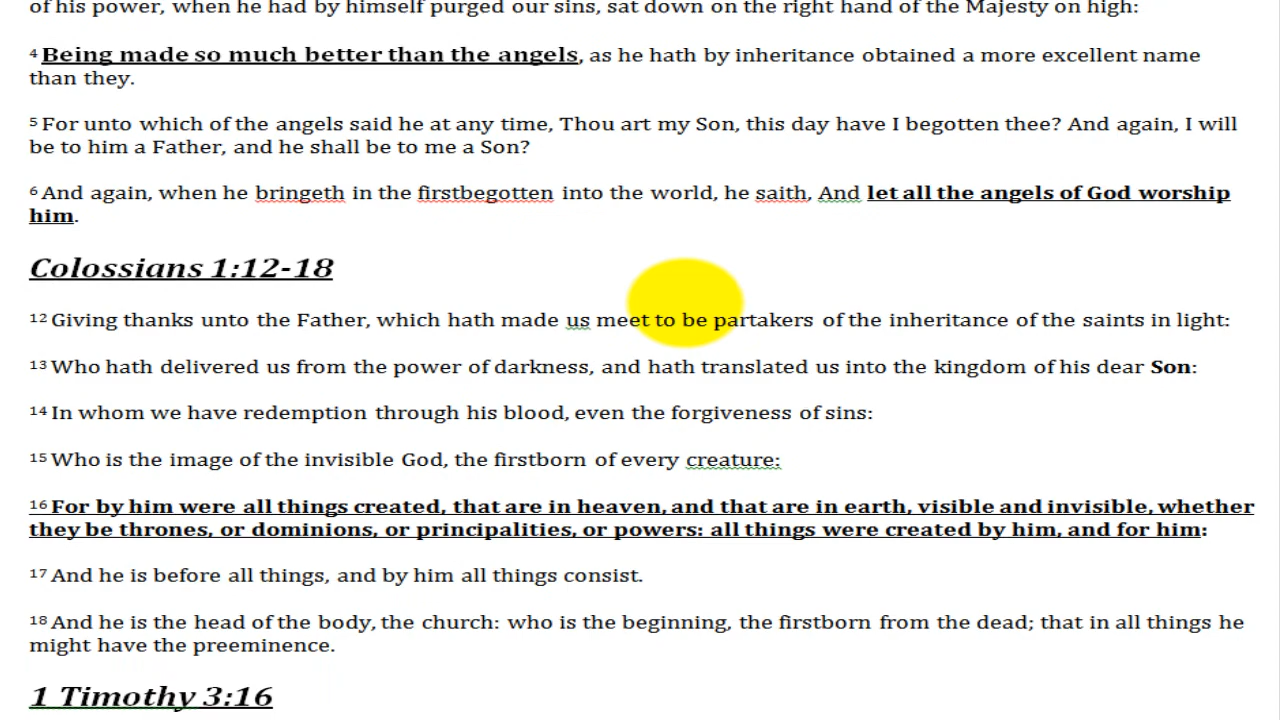 of his power, when he had by himself purged our sins, sat down on the right hand of the Majesty on high:
4 Being made so much better than the angels, as he hath by inheritance obtained a more excellent name
than they.
5 For unto which of the angels said he at any time, Thou art my Son, this day have I begotten thee? And again, I will
be to him a Father, and he shall be to me a Son?
6 And again, when he bringeth in the firstbegotten into the world, he saith, And let all the angels of God worship
him.
Colossians 1:12-18
12 Giving thanks unto the Father, which hath made us meet to be partakers of the inheritance of the saints in light:
13 Who hath delivered us from the power of darkness, and hath translated us into the kingdom of his dear Son:
14 In whom we have redemption through his blood, even the forgiveness of sins:
15 Who is the image of the invisible God, the firstborn of every creature:
16 For by him were all things created, that are in heaven, and that are in earth, visible and invisible, whether
they be thrones, or dominions, or principalities, or powers: all things were created by him, and for him:
17 And he is before all things, and by him all things consist.
18 And he is the head of the body, the church: who is the beginning, the firstborn from the dead; that in all things he
might have the preeminence.
1 Timothy 3:16